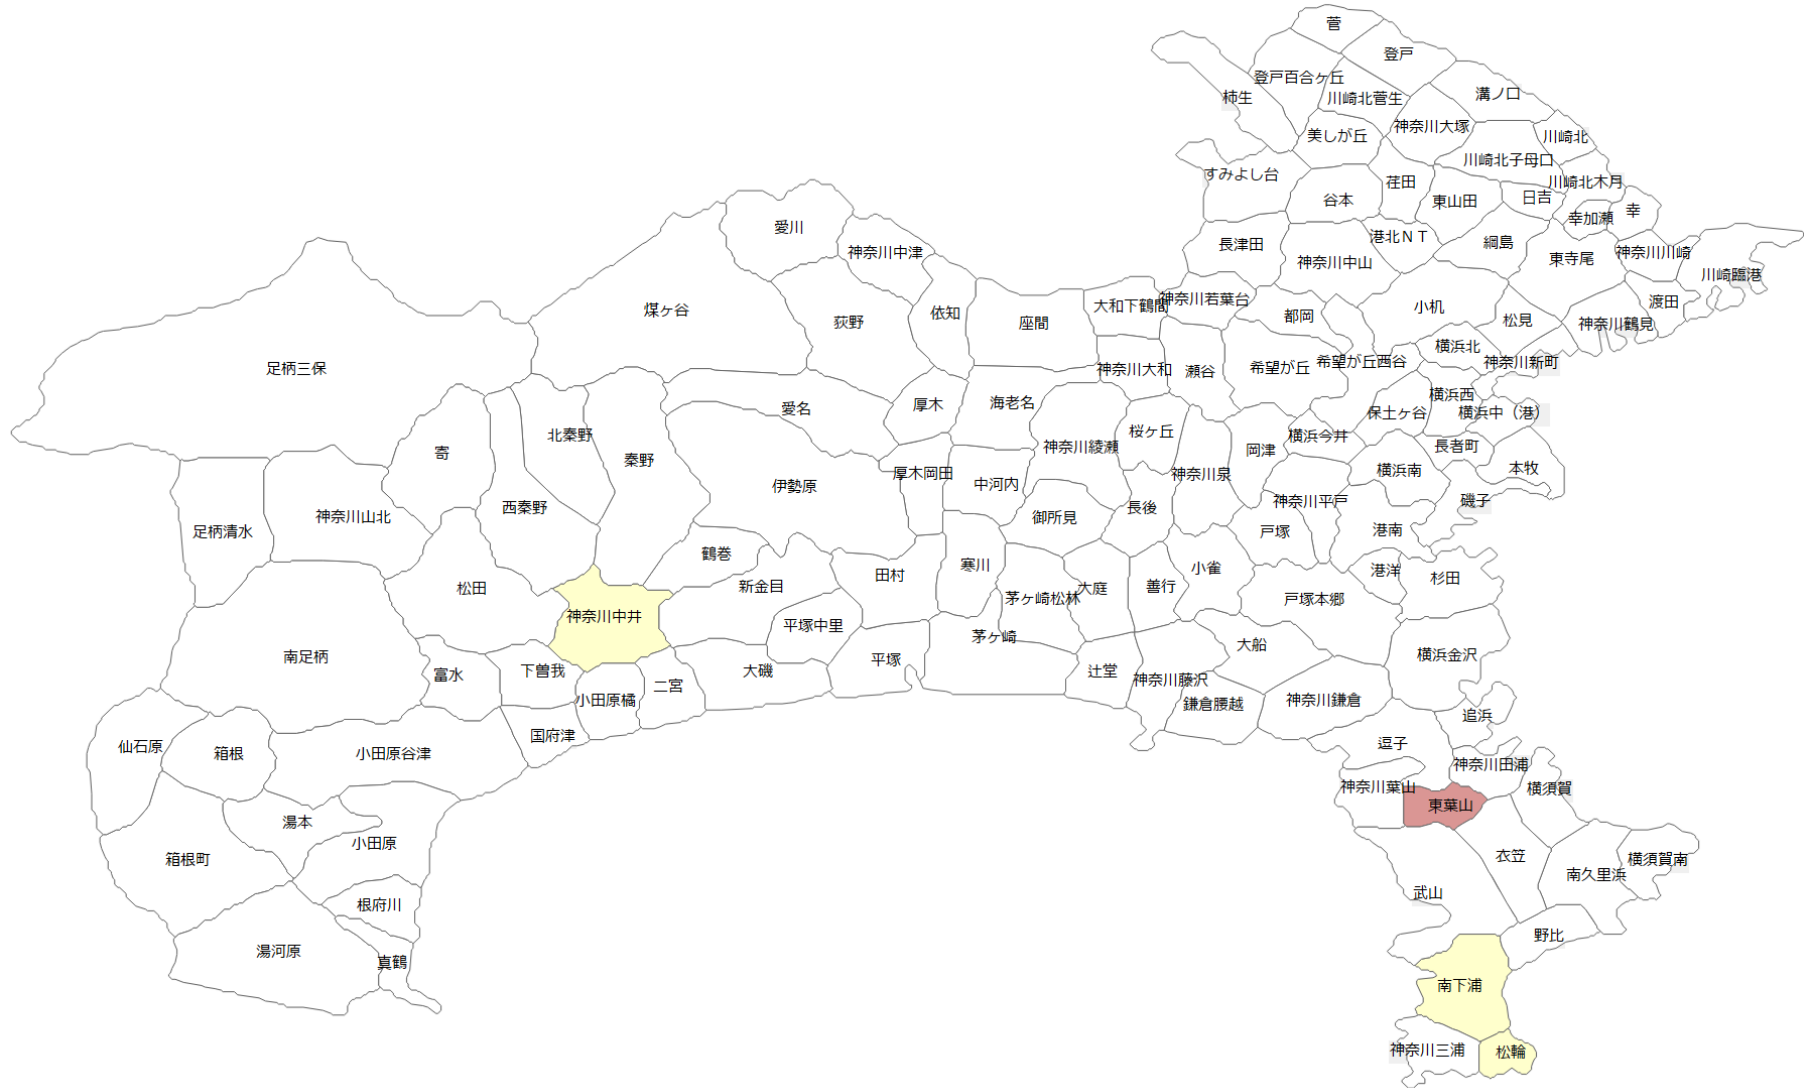 菅
登戸
登戸百合ヶ丘
柿生
川崎北菅生
溝ノ口
神奈川大塚
美しが丘
川崎北
川崎北子母口
すみよし台
荏田
川崎北木月
谷本
東山田
日吉
幸加瀬
幸
愛川
神奈川中津
長津田
港北ＮＴ
綱島
神奈川中山
東寺尾
神奈川川崎
川崎臨港
煤ヶ谷
荻野
依知
座間
大和下鶴間
神奈川若葉台
都岡
小机
松見
渡田
神奈川鶴見
足柄三保
神奈川大和
瀬谷
希望が丘
希望が丘西谷
横浜北
神奈川新町
愛名
厚木
海老名
横浜西
保土ヶ谷
横浜中（港）
北秦野
寄
秦野
神奈川綾瀬
桜ヶ丘
岡津
横浜今井
長者町
厚木岡田
神奈川泉
横浜南
本牧
伊勢原
中河内
西秦野
神奈川山北
足柄清水
御所見
長後
神奈川平戸
磯子
戸塚
港南
鶴巻
寒川
田村
新金目
松田
小雀
善行
大庭
港洋
杉田
茅ヶ崎松林
戸塚本郷
神奈川中井
平塚中里
茅ヶ崎
大船
南足柄
富水
下曽我
二宮
大磯
平塚
辻堂
神奈川藤沢
横浜金沢
小田原橘
鎌倉腰越
神奈川鎌倉
追浜
仙石原
箱根
小田原谷津
国府津
逗子
神奈川田浦
神奈川葉山
横須賀
東葉山
湯本
小田原
箱根町
衣笠
横須賀南
南久里浜
武山
根府川
野比
湯河原
真鶴
南下浦
神奈川三浦
松輪